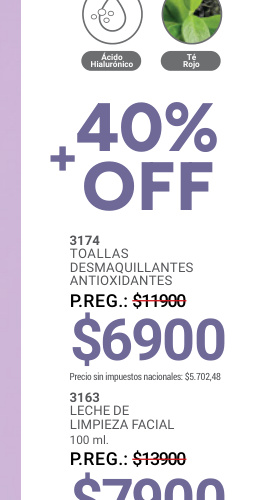 Ácido
Hialurónico
Té
Rojo
+40%
OFF
3174
TOALLAS
DESMAQUILLANTES
ANTIOXIDANTES
P.REG.: $11900
$6900
Precio sin impuestos nacionales: $5.702,48
3163
LECHE DE
LIMPIEZA FACIAL
100 ml.
P.REG.: $13900
$7900